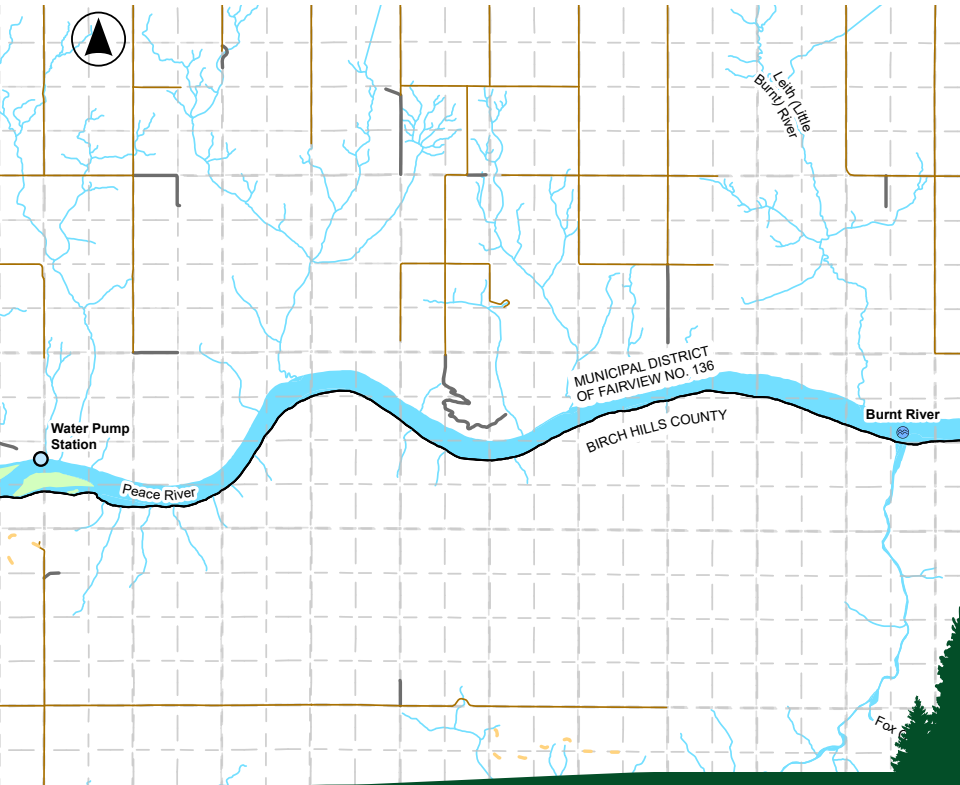 Leith (Little
Burnt) River
MUNICIPAL DISTRICT
OF FAIRVIEW NO. 136
BIRCH HILLS COUNTY
Burnt River
Water Pump
Station
Peace River
Fox